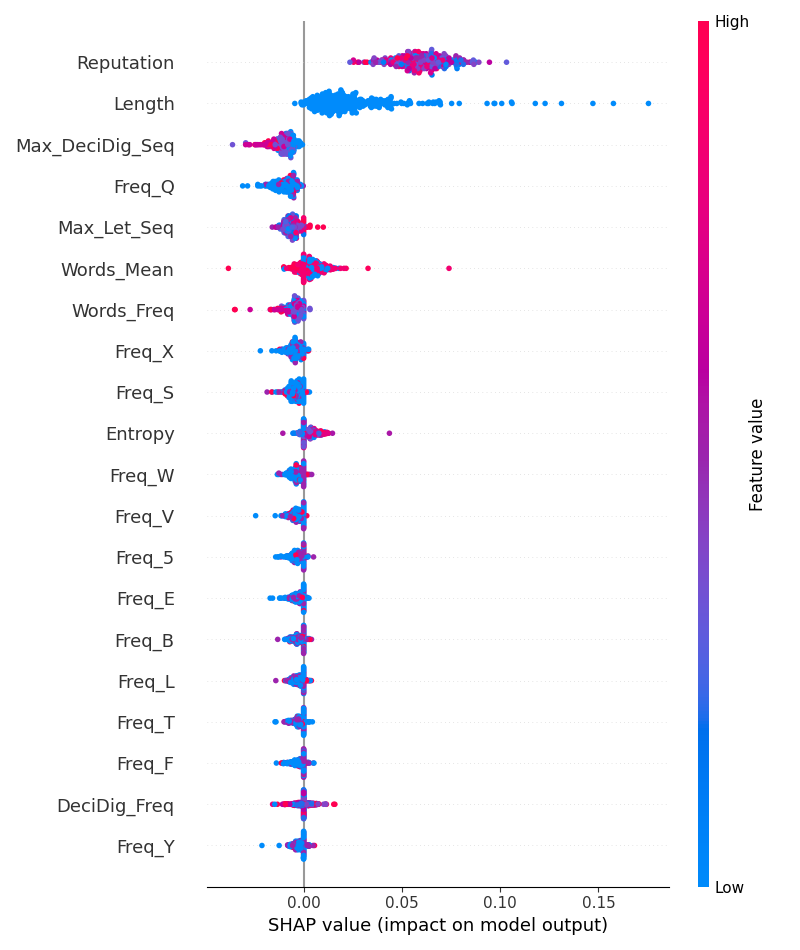 High
Reputation
Length
Max_DeciDig_Seq
Freq_Q
Max_Let_Seq
Words_Mean
Words_Freq
Freq_X
Freq_S
Entropy
Freq_W
Freq_V
Freq_5
Freq_E
Freq_B
Freq_L
Freq_T
Freq_F
DeciDig_Freq
Freq_Y
Feature value
Low
0.00 0.05 0.10 0.15
SHAP value (impact on model output)